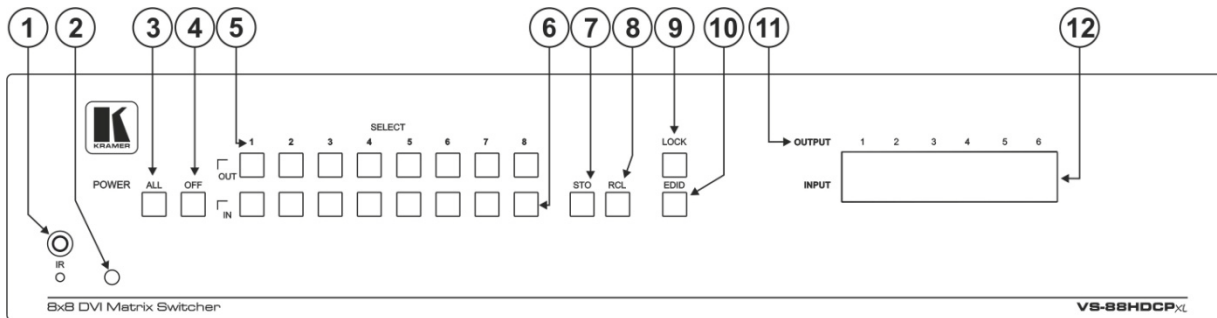 1 2 3 4 5 6 7 8 9 10 11 12
SELECT
1 2 3 4 5 6 7 8
LOCK
OUTPUT 1 2 3 4 5 6
KRAMER
OUT
POWER ALL OFF STO RCL EDID INPUT
IN
IR
8x8 DVI Matrix Switcher VS-88HDCPXL